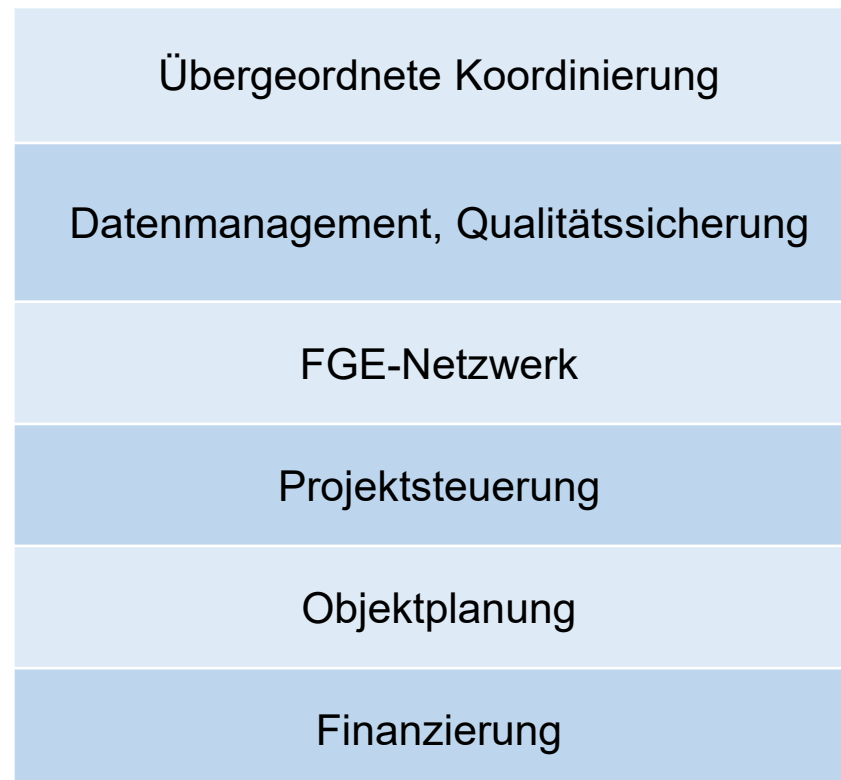 Übergeordnete Koordinierung
Datenmanagement, Qualitätssicherung
FGE-Netzwerk
Projektsteuerung
Objektplanung
Finanzierung